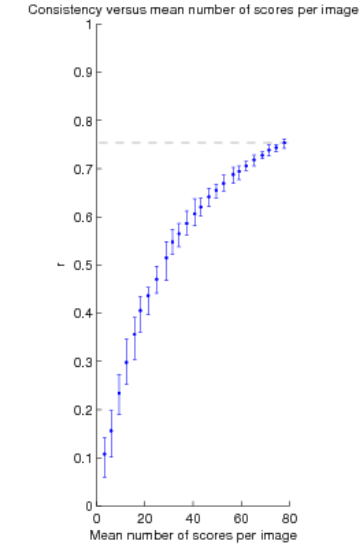 Consistency versus mean number of scores per image
1
0.9
0.8
0.7
0.6
0.5
0.4
0.3
0.2
0.1
0
r
0 20 40 60 80
Mean number of scores per image